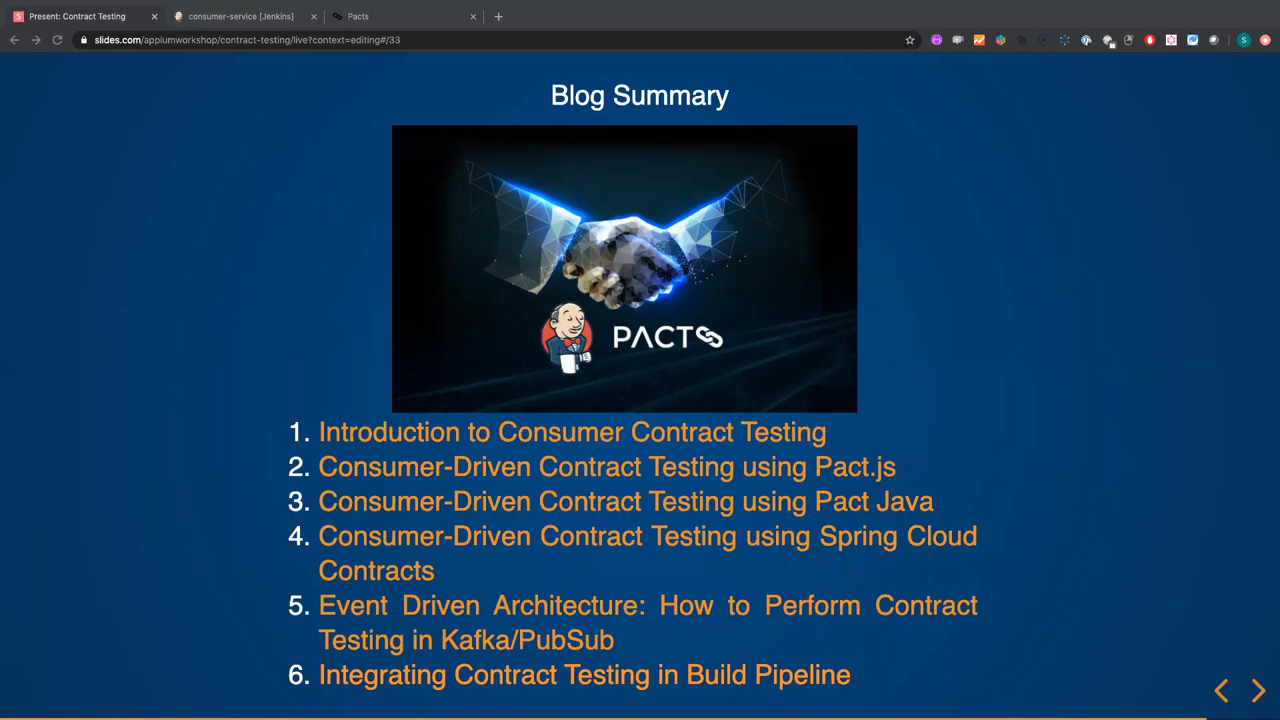 Present: Contract Testing
consumer-service [Jenkins]
Pacts
slides.com/appiumworkshop/contract-testing/live?context=editing#/33
S
Blog Summary
PACT
1. Introduction to Consumer Contract Testing
2. Consumer-Driven Contract Testing using Pact.js
3. Consumer-Driven Contract Testing using Pact Java
4. Consumer-Driven Contract Testing using Spring Cloud
Contracts
5. Event Driven Architecture: How to Perform Contract
Testing in Kafka/PubSub
6. Integrating Contract Testing in Build Pipeline